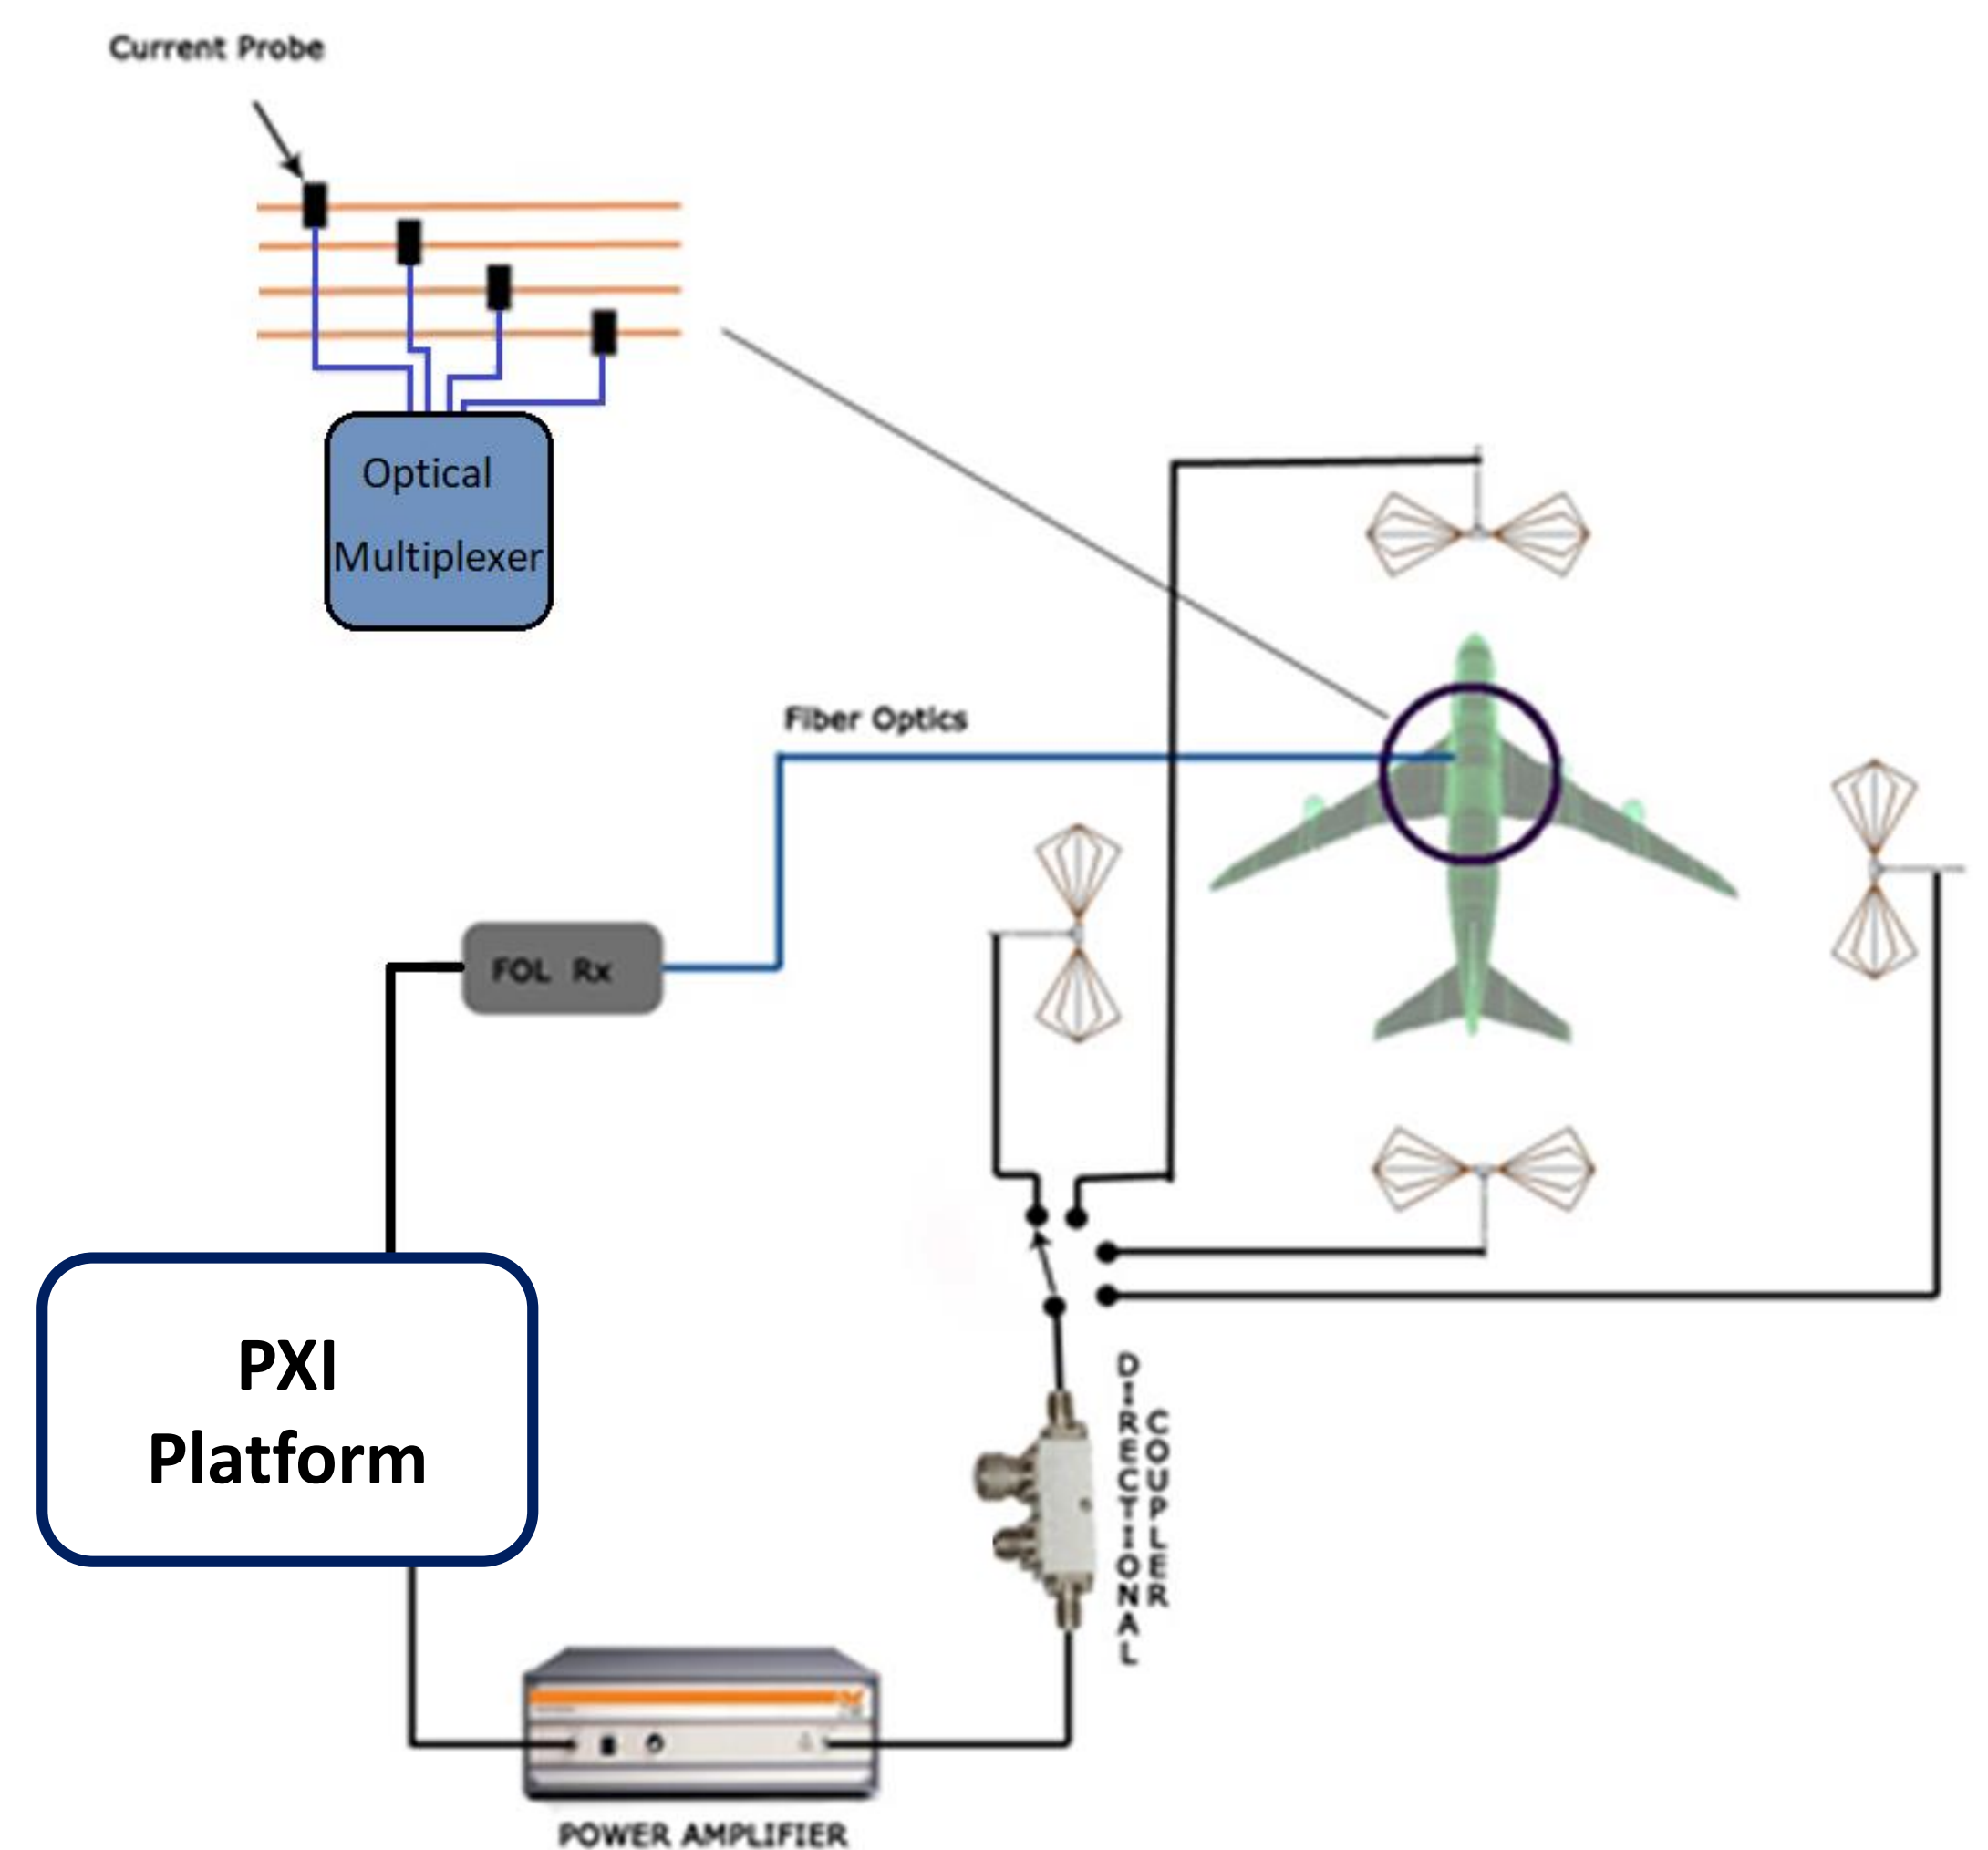 Current Probe
Optical
Multiplexer
Fiber Optics
FOL Rx
PXI
Platform
DIRECTIONAL
COUPLER
POWER AMPLIFIER